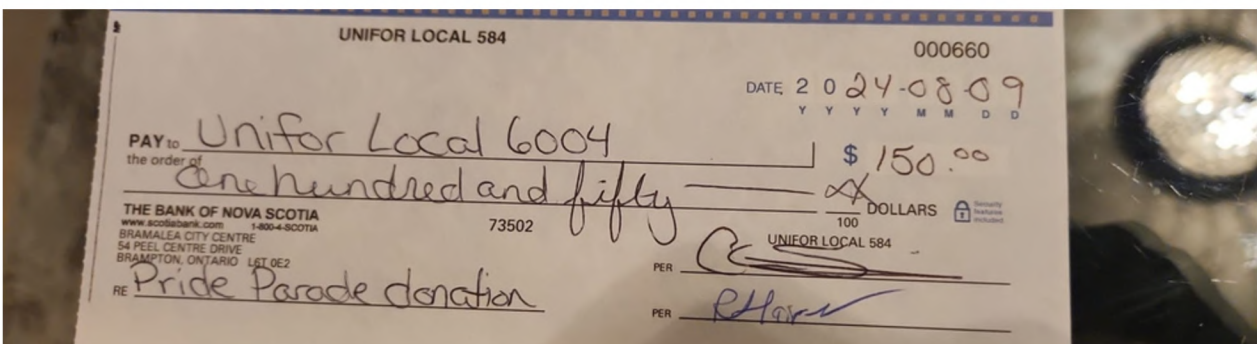 UNIFOR LOCAL 584
000660
DATE 2024-08-09
Y Y Y Y M M D D
PAY to Unifor Local 6004
the order of
$ 150.00
One hundred and fifty
100 DOLLARS
Security features included
THE BANK OF NOVA SCOTIA
www.scotiabank.com 1-800-4-SCOTIA
73502
BRAMALEA CITY CENTRE
54 PEEL CENTRE DRIVE
BRAMPTON, ONTARIO L6T 0E2
UNIFOR LOCAL 584
PER
RE Pride Parade donation
PER